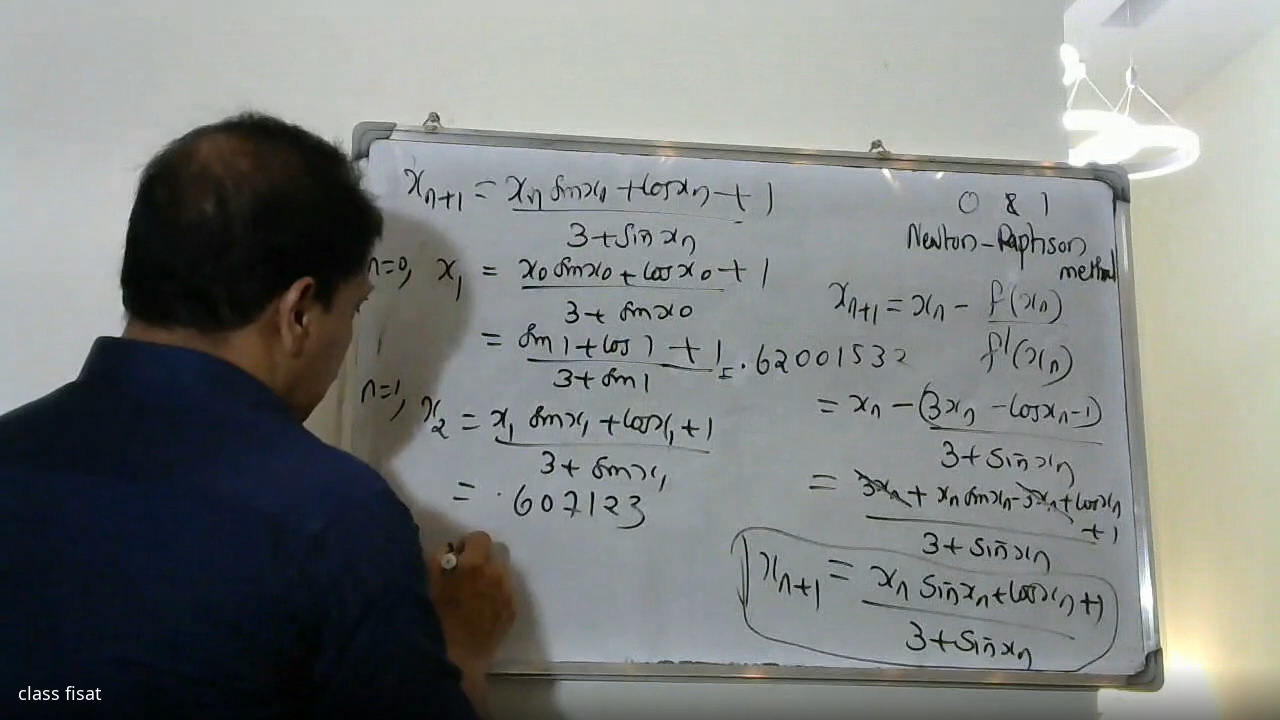 xₙ₊₁ = xₙ sin xₙ + cos xₙ + 1
3 + sin xₙ
n=0, x₁ = x₀ sin x₀ + cos x₀ + 1
3 + sin x₀
= sin 1 + cos 1 + 1 = .62001532
3 + sin 1
n=1, x₂ = x₁ sin x₁ + cos x₁ + 1
3 + sin x₁
= .607123
0 & 1
Newton-Raphson
method
xₙ₊₁ = xₙ - f(xₙ)
f'(xₙ)
= xₙ - (3xₙ - cos xₙ - 1)
3 + sin xₙ
= 3xₙ + xₙ sin xₙ - 3xₙ + cos xₙ
+ 1
3 + sin xₙ
xₙ₊₁ = xₙ sin xₙ + cos xₙ + 1
3 + sin xₙ
class fisat